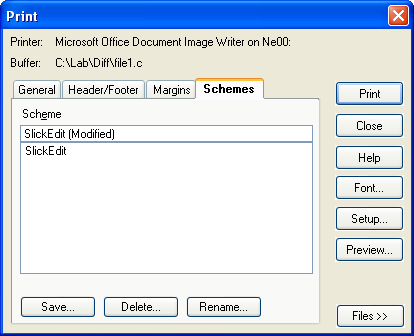 Print
Printer: Microsoft Office Document Image Writer on Ne00:
Buffer: C:\Lab\Diff\file1.c
General Header/Footer Margins Schemes
Scheme
SlickEdit (Modified)
SlickEdit
Save... Delete... Rename...
Print
Close
Help
Font...
Setup...
Preview...
Files >>